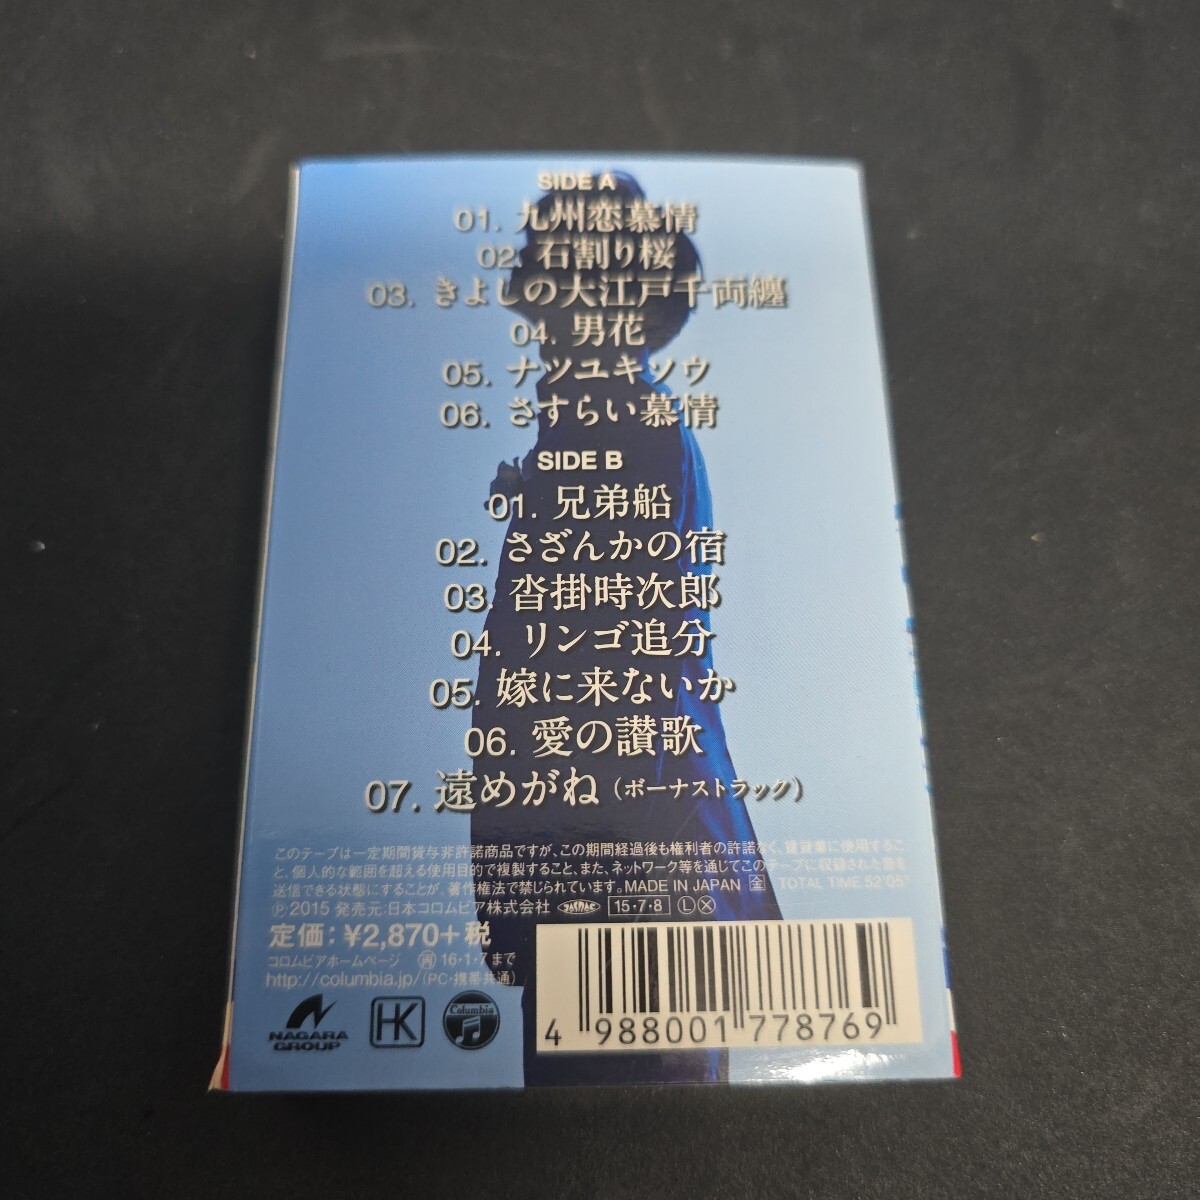 SIDE A
01. 九州恋慕情
02. 石割り桜
03. きよしの大江戸千両纏
04. 男花
05. ナツユキソウ
06. さすらい慕情
SIDE B
01. 兄弟船
02. さざんかの宿
03. 沓掛時次郎
04. リンゴ追分
05. 嫁に来ないか
06. 愛の讃歌
07. 遠めがね（ボーナストラック）
このテープは一定期間貸与非許諾商品ですが、この期間経過後も権利者の許諾なく、賃貸業に使用するこ
と、個人的な範囲を超える使用目的で複製すること、また、ネットワーク等を通じてこのテープに収録された音を
送信できる状態にすることが、著作権法で禁じられています。MADE IN JAPAN 全 TOTAL TIME 52'05"
Ⓟ2015 発売元：日本コロムビア株式会社 15・7・8 Ⓛ Ⓧ
定価：¥2,870+税
コロムビアホームページ 再 16・1・7まで
http://columbia.jp/（PC・携帯共通）
NAGARA GROUP
HK
Columbia
4 988001 778769